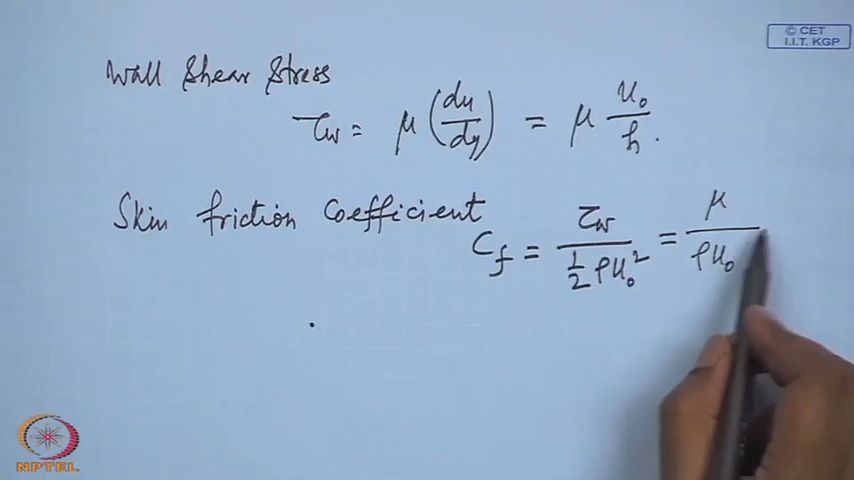 © CET
I.I.T. KGP
Wall Shear Stress
τw = μ (du/dy) = μ u₀/h.
Skin friction Coefficient
Cf = τw / ½ρu₀² = μ / ρu₀
NPTEL